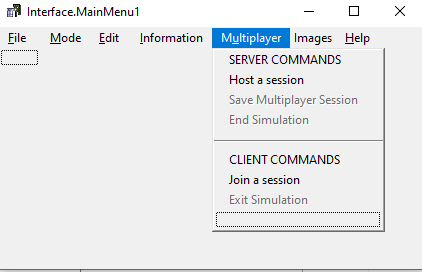 Interface.MainMenu1
File Mode Edit Information Multiplayer Images Help
SERVER COMMANDS
Host a session
Save Multiplayer Session
End Simulation
CLIENT COMMANDS
Join a session
Exit Simulation